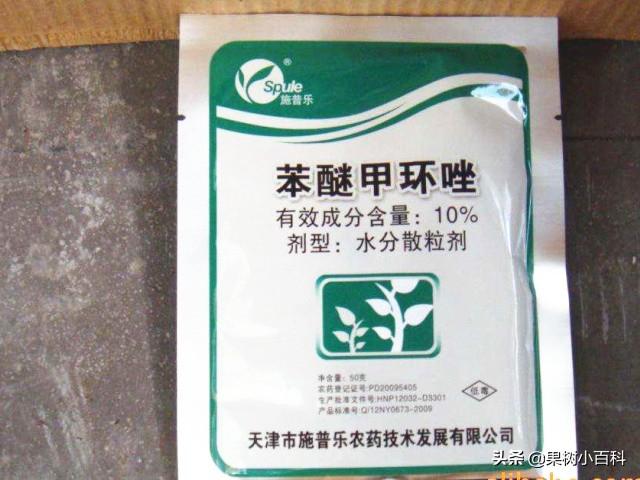 Spule®
施普乐
苯醚甲环唑
有效成分含量：10%
剂型：水分散粒剂
净含量：50克
农药登记证号：PD20095405
生产批准文件号：HNP12032-D5301
产品标准号：Q/12NY0673-2009
低毒
天津市施普乐农药技术发展有限公司
头条@果树小百科